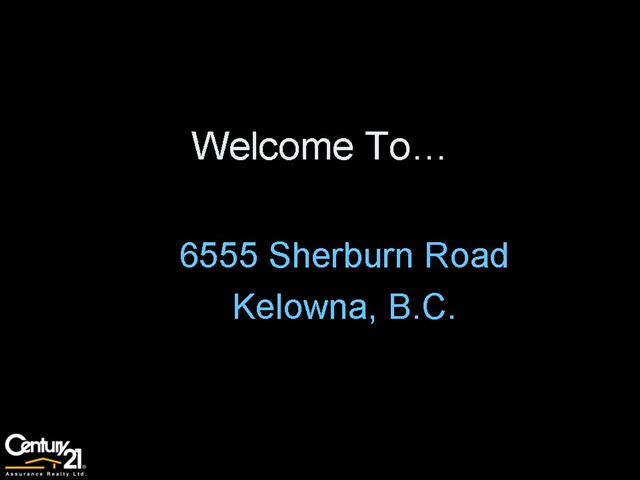 Welcome To...
6555 Sherburn Road
Kelowna, B.C.
Century 21
Assurance Realty Ltd.